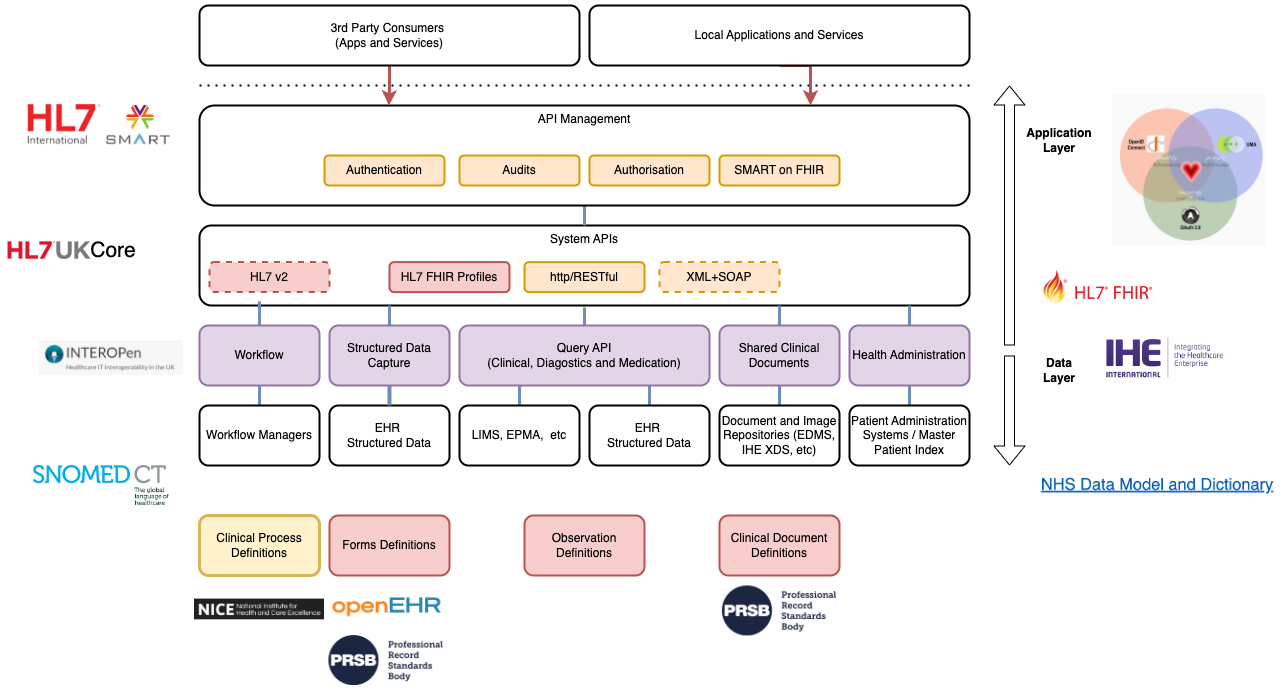 3rd Party Consumers
(Apps and Services)
Local Applications and Services
HL7®
International
SMART
API Management
Authentication
Audits
Authorisation
SMART on FHIR
Application
Layer
OpenID
Connect
UMA
OAuth 2.0
HL7 UK Core
System APIs
HL7 v2
HL7 FHIR Profiles
http/RESTful
XML+SOAP
HL7® FHIR®
INTEROPen
Healthcare IT Interoperability in the UK
Workflow
Structured Data
Capture
Query API
(Clinical, Diagnostics and Medication)
Shared Clinical
Documents
Health Administration
Data
Layer
IHE
INTERNATIONAL
Integrating
the Healthcare
Enterprise
Workflow Managers
EHR
Structured Data
LIMS, EPMA, etc
EHR
Structured Data
Document and Image
Repositories (EDMS,
IHE XDS, etc)
Patient Administration
Systems / Master
Patient Index
SNOMED CT
The global
language of
healthcare
NHS Data Model and Dictionary
Clinical Process
Definitions
Forms Definitions
Observation
Definitions
Clinical Document
Definitions
NICE National Institute for
Health and Care Excellence
openEHR
PRSB
Professional
Record
Standards
Body
PRSB
Professional
Record
Standards
Body